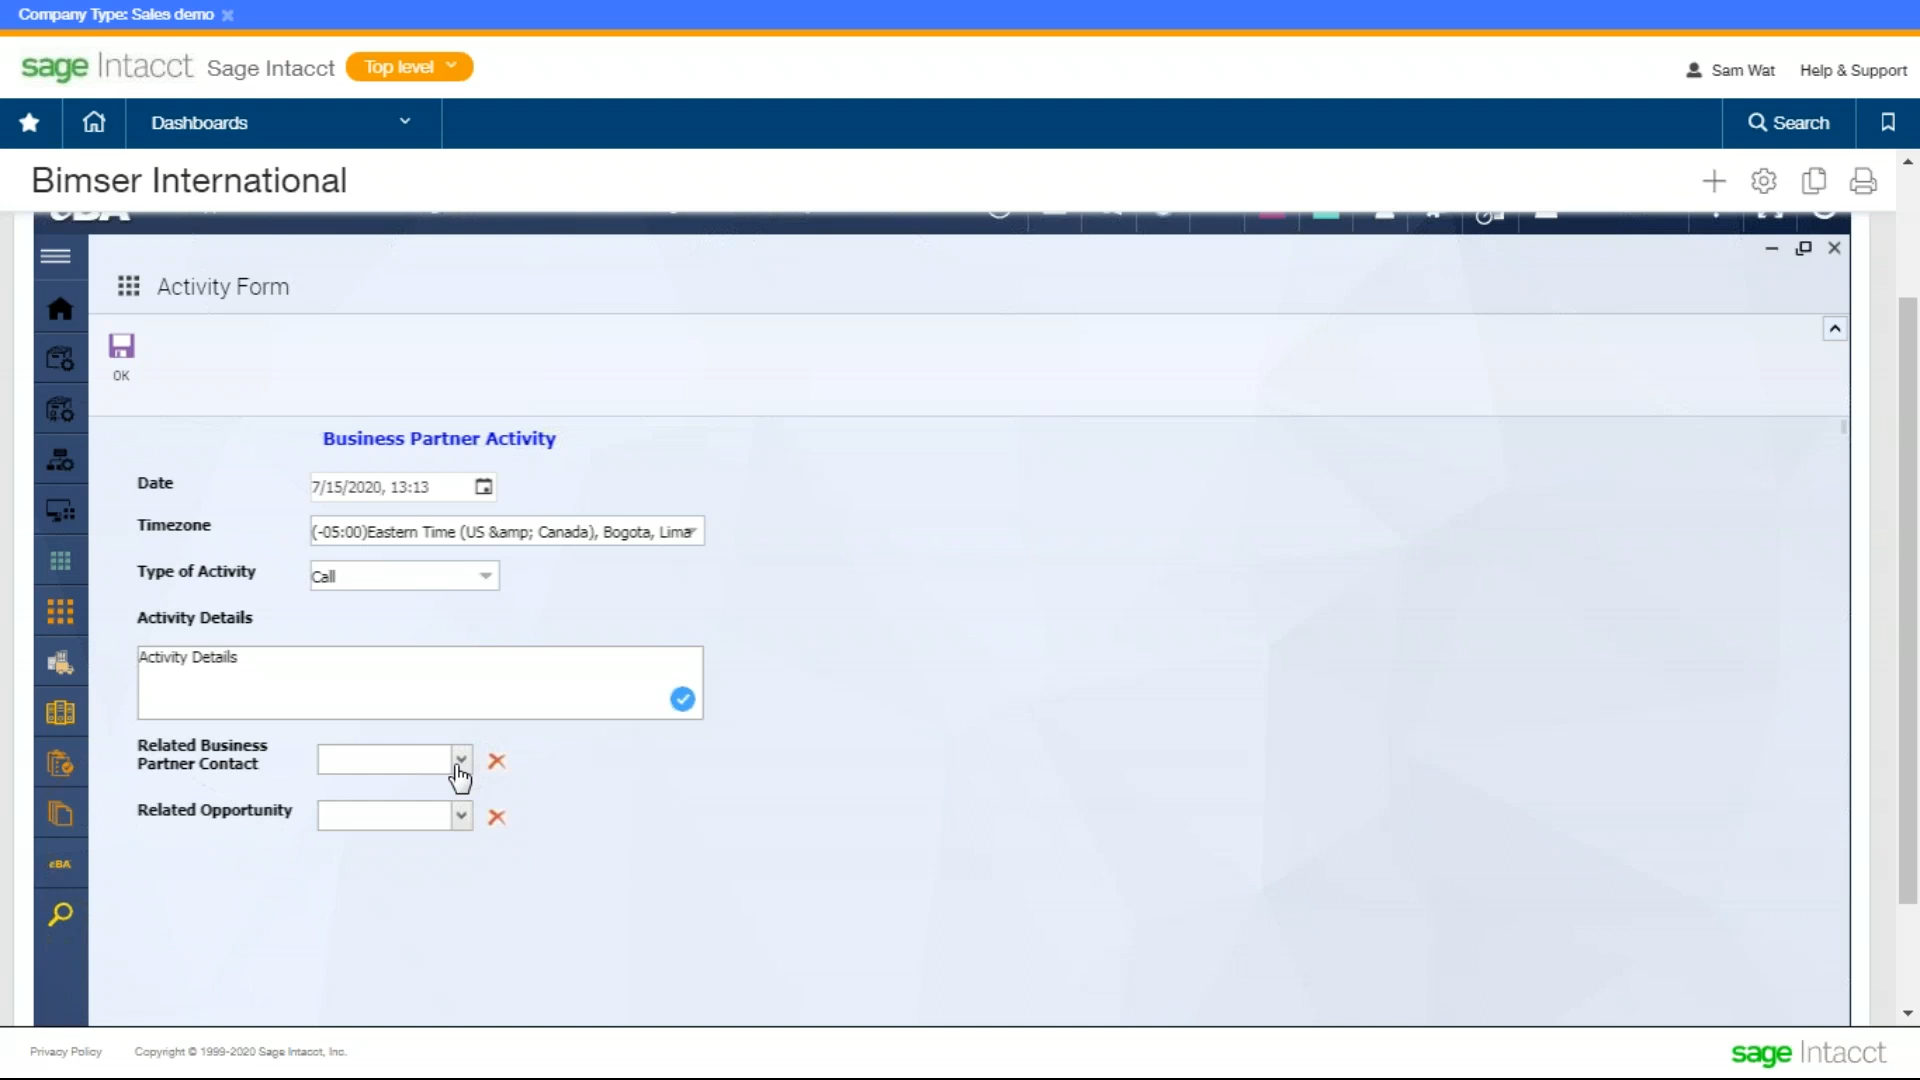 Company Type: Sales demo
sage Intacct Sage Intacct Top level
Sam Wat Help & Support
Dashboards
Search
Bimser International
eBA
Activity Form
OK
Business Partner Activity
Date 7/15/2020, 13:13
Timezone (-05:00)Eastern Time (US &amp; Canada), Bogota, Lima
Type of Activity Call
Activity Details
Activity Details
Related Business
Partner Contact
Related Opportunity
eBA
Privacy Policy Copyright © 1999-2020 Sage Intacct, Inc.
sage Intacct